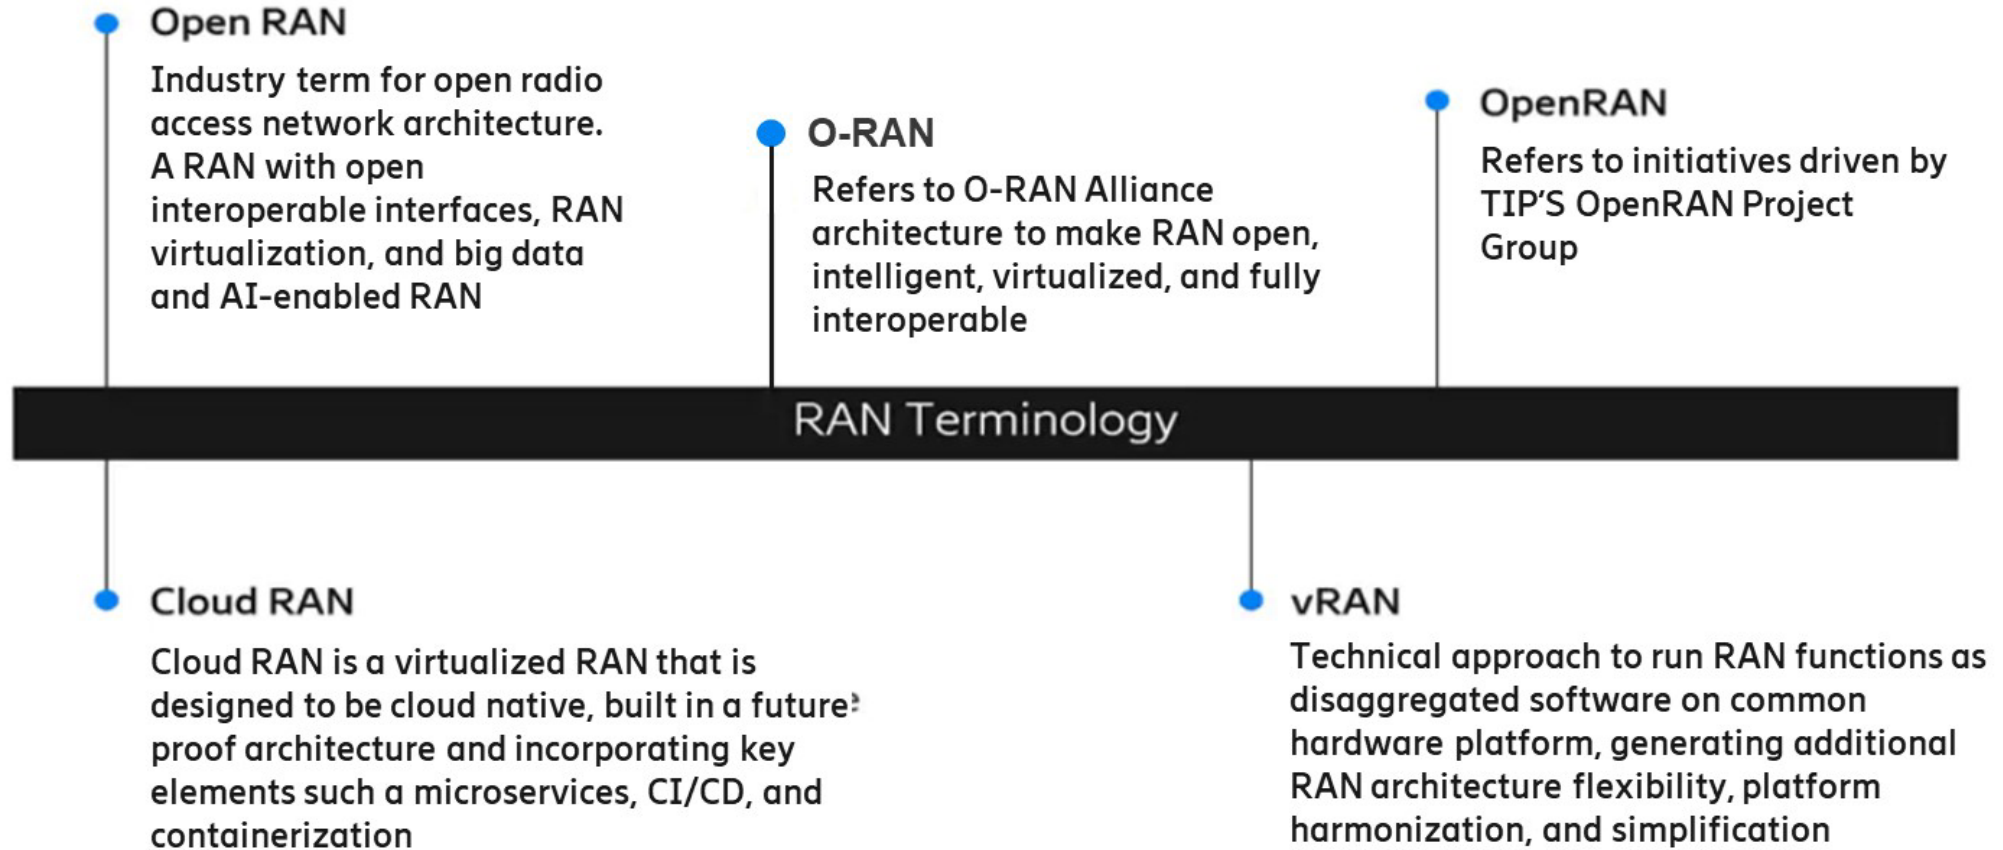 Open RAN
Industry term for open radio
access network architecture.
A RAN with open
interoperable interfaces, RAN
virtualization, and big data
and AI-enabled RAN
O-RAN
Refers to O-RAN Alliance
architecture to make RAN open,
intelligent, virtualized, and fully
interoperable
OpenRAN
Refers to initiatives driven by
TIP’S OpenRAN Project
Group
RAN Terminology
Cloud RAN
Cloud RAN is a virtualized RAN that is
designed to be cloud native, built in a future
proof architecture and incorporating key
elements such a microservices, CI/CD, and
containerization
vRAN
Technical approach to run RAN functions as
disaggregated software on common
hardware platform, generating additional
RAN architecture flexibility, platform
harmonization, and simplification